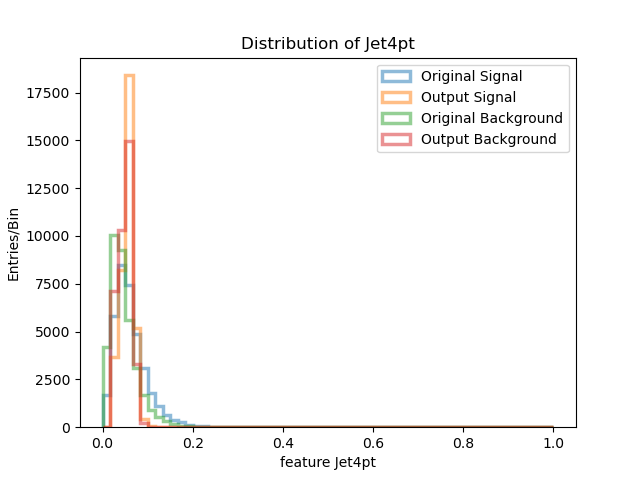 Distribution of Jet4pt
Original Signal
Output Signal
Original Background
Output Background
Entries/Bin
17500
15000
12500
10000
7500
5000
2500
0
0.0 0.2 0.4 0.6 0.8 1.0
feature Jet4pt